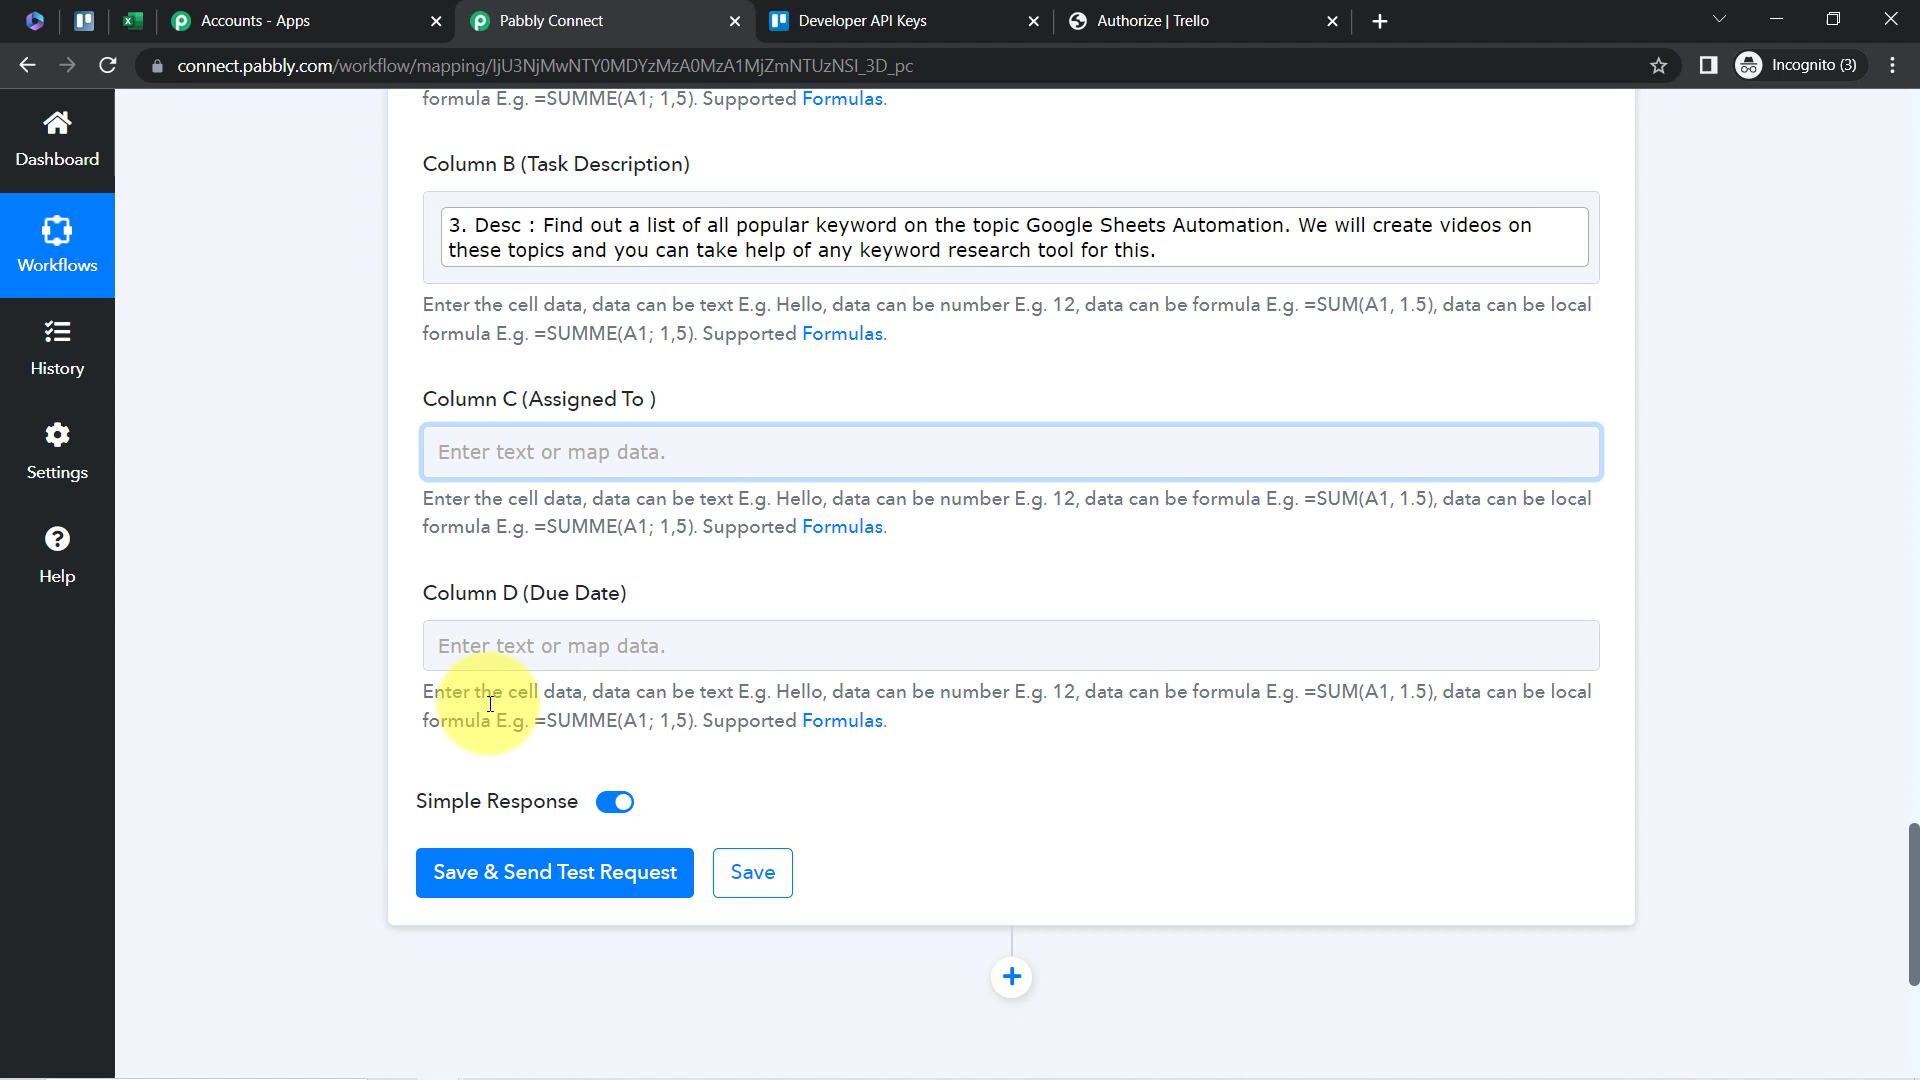 Accounts - Apps
Pabbly Connect
Developer API Keys
Authorize | Trello
connect.pabbly.com/workflow/mapping/IjU3NjMwNTY0MDYzMzA0MzA1MjZmNTUzNSI_3D_pc
Incognito (3)
formula E.g. =SUMME(A1; 1,5). Supported Formulas.
Dashboard
Column B (Task Description)
3. Desc : Find out a list of all popular keyword on the topic Google Sheets Automation. We will create videos on
these topics and you can take help of any keyword research tool for this.
Workflows
Enter the cell data, data can be text E.g. Hello, data can be number E.g. 12, data can be formula E.g. =SUM(A1, 1.5), data can be local
formula E.g. =SUMME(A1; 1,5). Supported Formulas.
History
Column C (Assigned To )
Enter text or map data.
Settings
Enter the cell data, data can be text E.g. Hello, data can be number E.g. 12, data can be formula E.g. =SUM(A1, 1.5), data can be local
formula E.g. =SUMME(A1; 1,5). Supported Formulas.
Help
Column D (Due Date)
Enter text or map data.
Enter the cell data, data can be text E.g. Hello, data can be number E.g. 12, data can be formula E.g. =SUM(A1, 1.5), data can be local
formula E.g. =SUMME(A1; 1,5). Supported Formulas.
Simple Response
Save & Send Test Request
Save